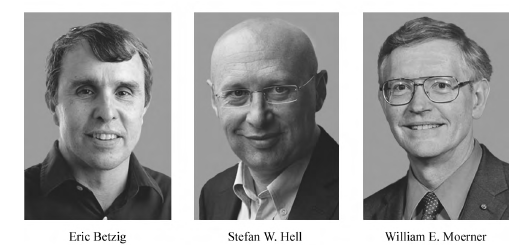 Eric Betzig
Stefan W. Hell
William E. Moerner